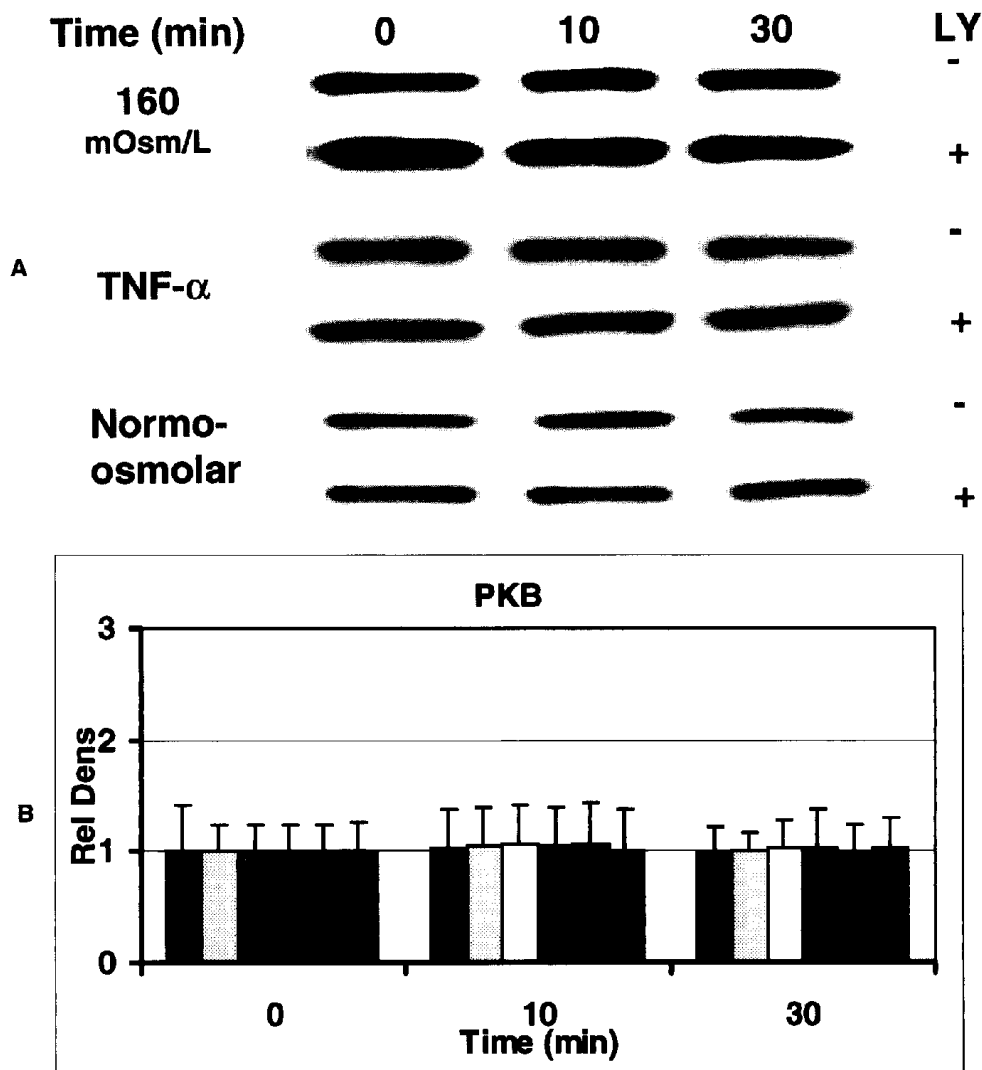 Time (min) 0 10 30 LY
-
160
mOsm/L
+
A
-
TNF-α
+
-
Normo-
osmolar
+
B
PKB
3
2
1
0
Rel Dens
0 10 30
Time (min)